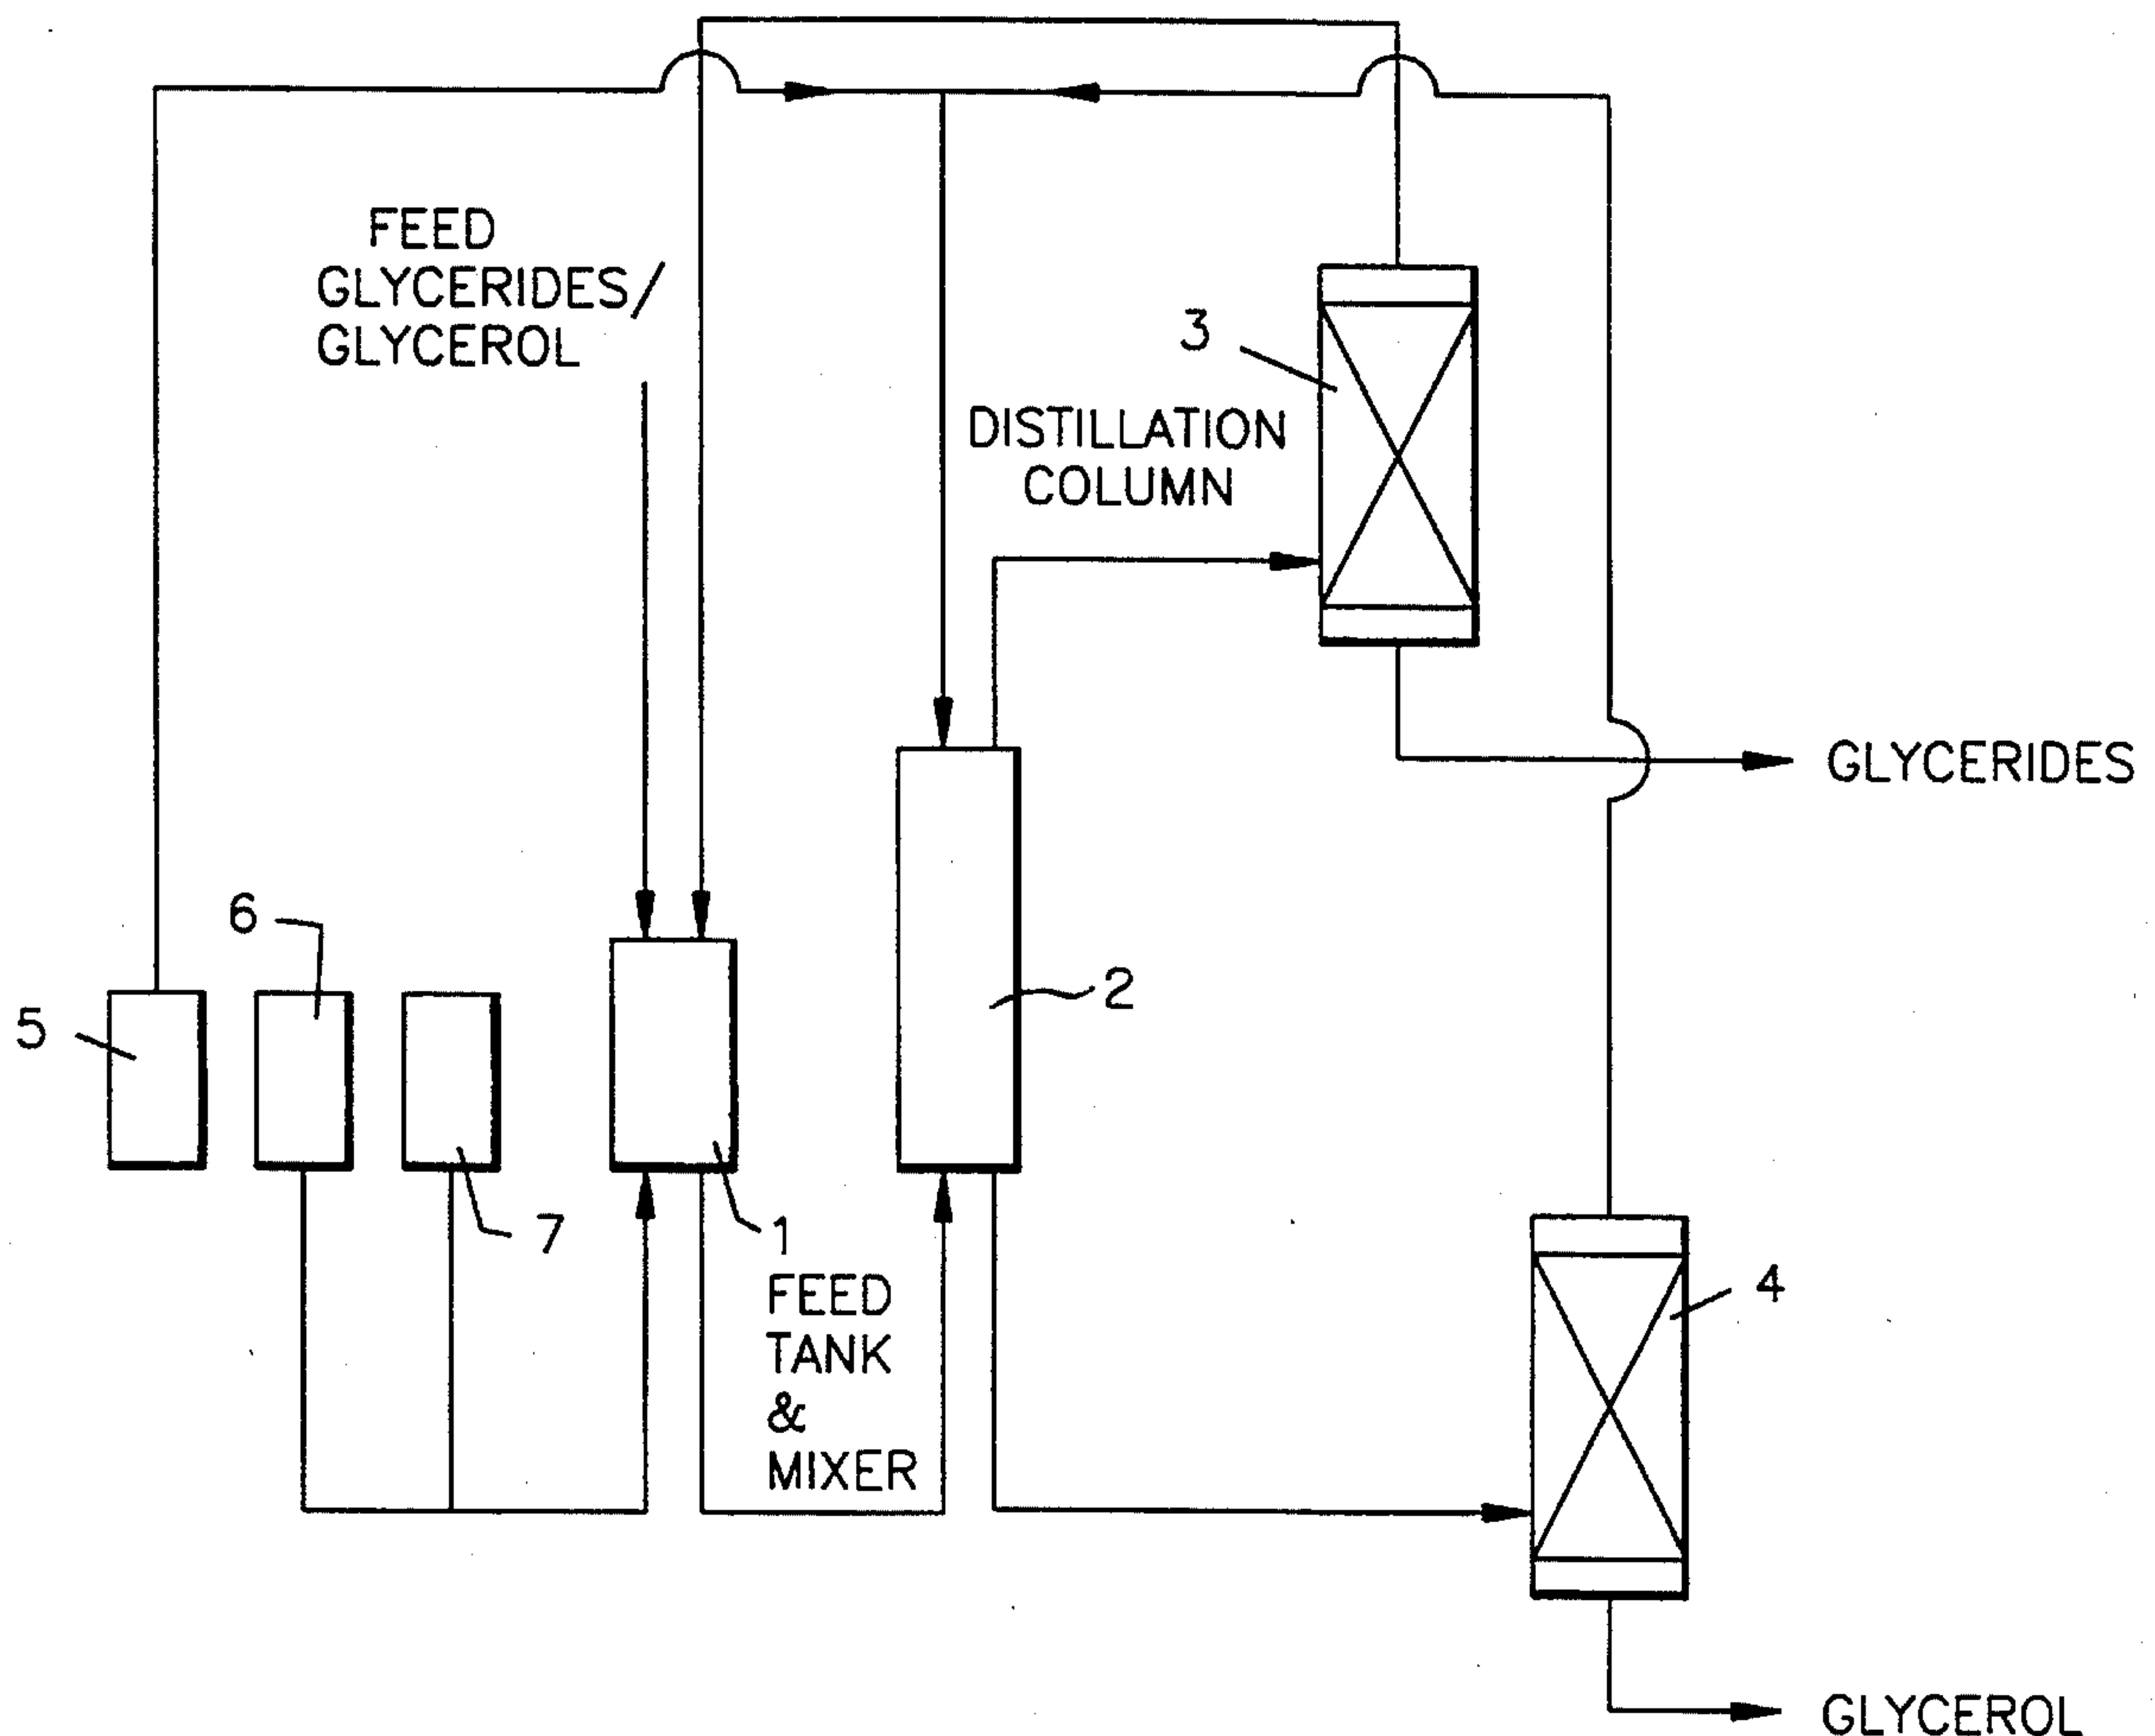 FEED
GLYCERIDES/
GLYCEROL
3
DISTILLATION
COLUMN
GLYCERIDES
6
2
5
7
1
FEED
TANK
&
MIXER
4
GLYCEROL